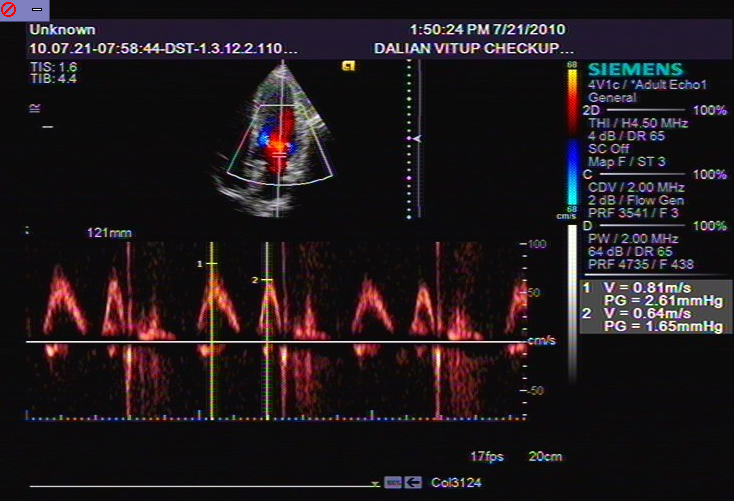 Unknown
1:50:24 PM 7/21/2010
10.07.21-07:58:44-DST-1.3.12.2.110...
DALIAN VITUP CHECKUP...
TIS: 1.6
TIB: 4.4
68
68
cm/s
SIEMENS
4V1c / *Adult Echo1
General
2D 100%
THI / H4.50 MHz
4 dB / DR 65
SC Off
Map F / ST 3
C 100%
CDV / 2.00 MHz
2 dB / Flow Gen
PRF 3541 / F 3
D 100%
PW / 2.00 MHz
64 dB / DR 65
PRF 4735 / F 438
1 V = 0.81m/s
PG = 2.61mmHg
2 V = 0.64m/s
PG = 1.65mmHg
121mm
1
2
100
50
cm/s
-50
17fps 20cm
Col3124